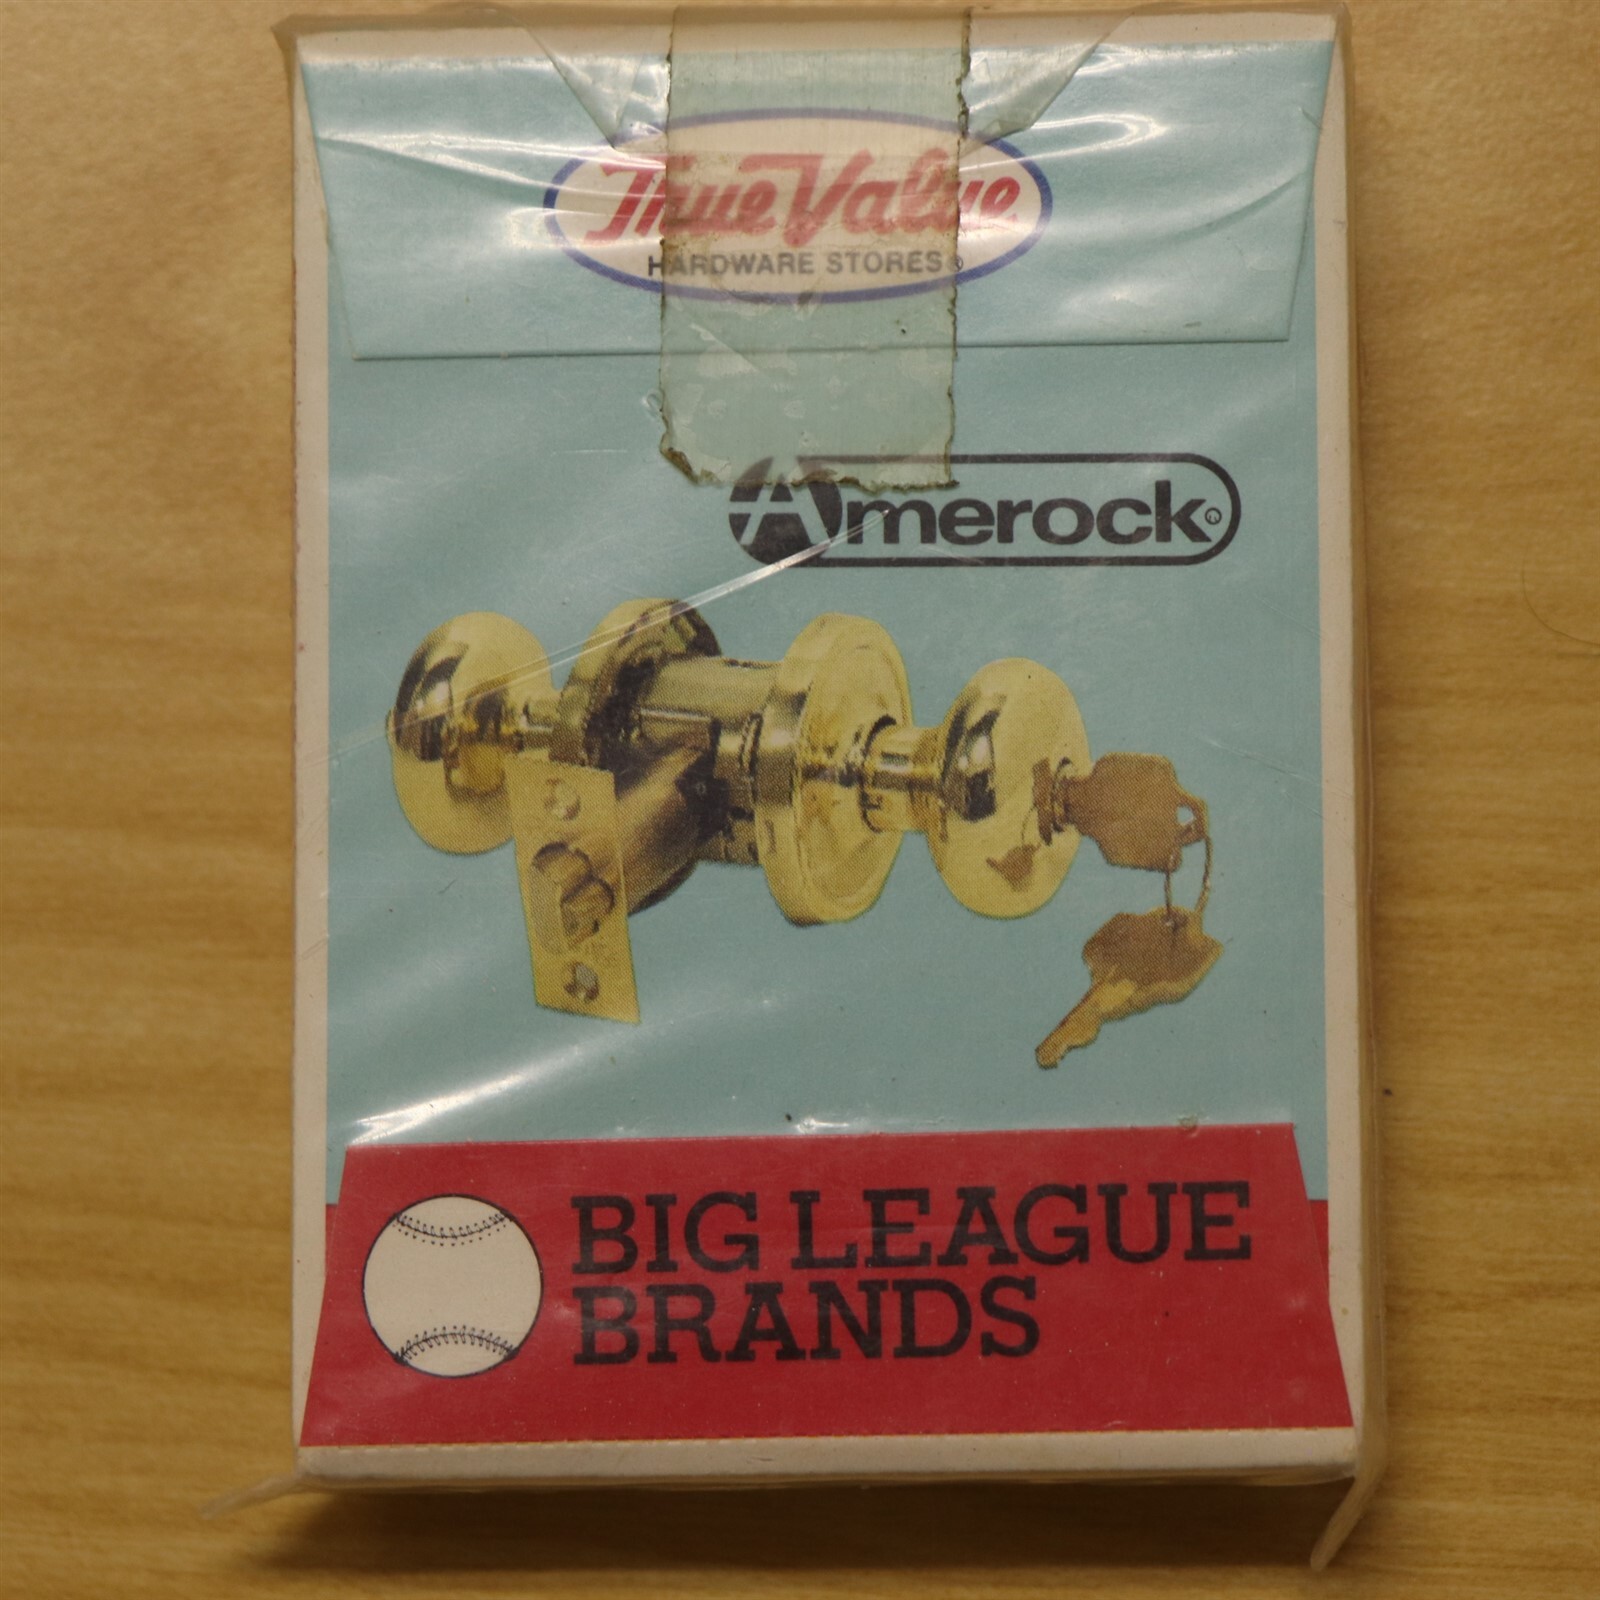 True Value
HARDWARE STORES®
Amerock®
BIG LEAGUE
BRANDS